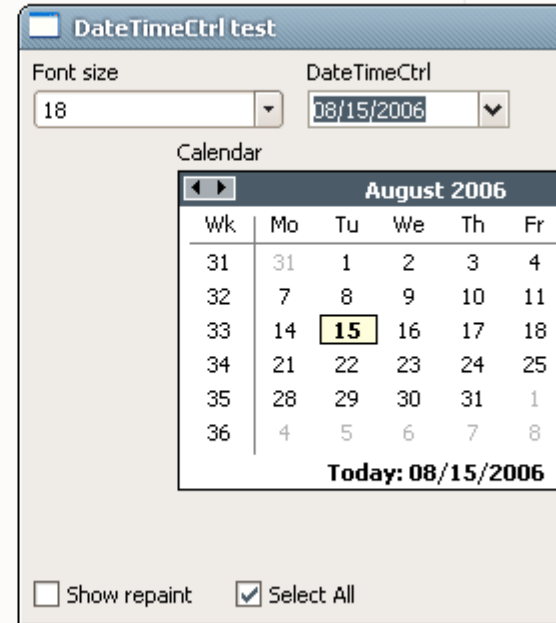 DateTimeCtrl test
Font size DateTimeCtrl
18 08/15/2006
Calendar
August 2006
Wk Mo Tu We Th Fr
31 31 1 2 3 4
32 7 8 9 10 11
33 14 15 16 17 18
34 21 22 23 24 25
35 28 29 30 31 1
36 4 5 6 7 8
Today: 08/15/2006
Show repaint Select All